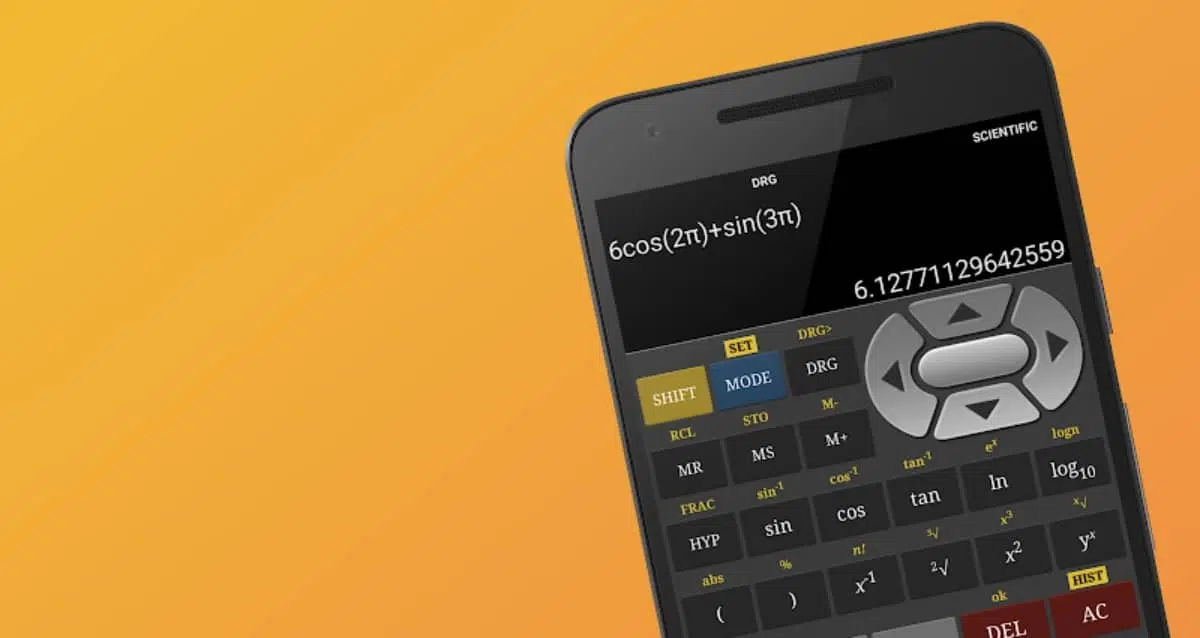 SCIENTIFIC
DRG
6cos(2π)+sin(3π)
6.12771129642559
SET DRG>
SHIFT MODE DRG
RCL STO M-
MR MS M+
FRAC sin⁻¹ cos⁻¹ tan⁻¹ eˣ logn
HYP sin cos tan ln log₁₀
abs % n! ³√ x³ ˣ√
( ) x⁻¹ ²√ x² yˣ
ok HIST
DEL AC